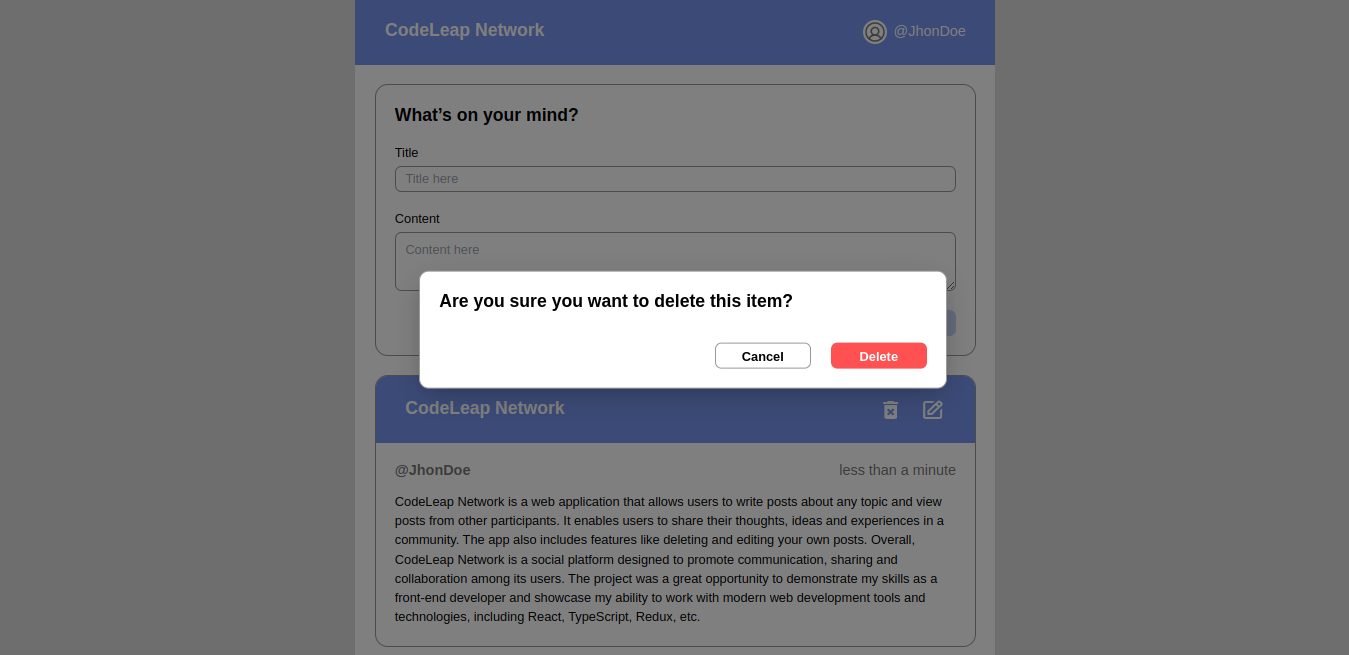 CodeLeap Network
@JhonDoe
What’s on your mind?
Title
Title here
Content
Content here
Are you sure you want to delete this item?
Cancel
Delete
CodeLeap Network
@JhonDoe
less than a minute
CodeLeap Network is a web application that allows users to write posts about any topic and view
posts from other participants. It enables users to share their thoughts, ideas and experiences in a
community. The app also includes features like deleting and editing your own posts. Overall,
CodeLeap Network is a social platform designed to promote communication, sharing and
collaboration among its users. The project was a great opportunity to demonstrate my skills as a
front-end developer and showcase my ability to work with modern web development tools and
technologies, including React, TypeScript, Redux, etc.